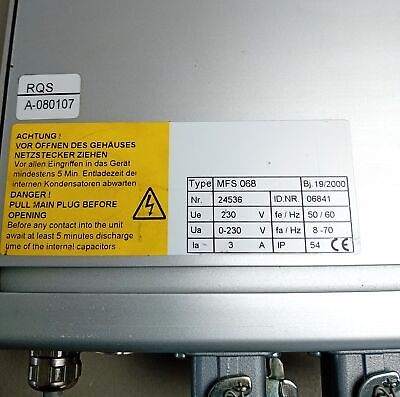 RQS
A-080107
ACHTUNG !
VOR ÖFFNEN DES GEHÄUSES
NETZSTECKER ZIEHEN
Vor allen Eingriffen in das Gerät
mindestens 5 Min. Entladezeit der
internen Kondensatoren abwarten
DANGER !
PULL MAIN PLUG BEFORE
OPENING
Before any contact into the unit
await at least 5 minutes discharge
time of the internal capacitors
Type MFS 068 Bj. 19/2000
Nr. 24536 ID.NR. 06841
Ue 230 V fe / Hz 50 / 60
Ua 0-230 V fa / Hz 8 -70
Ia 3 A IP 54 CE